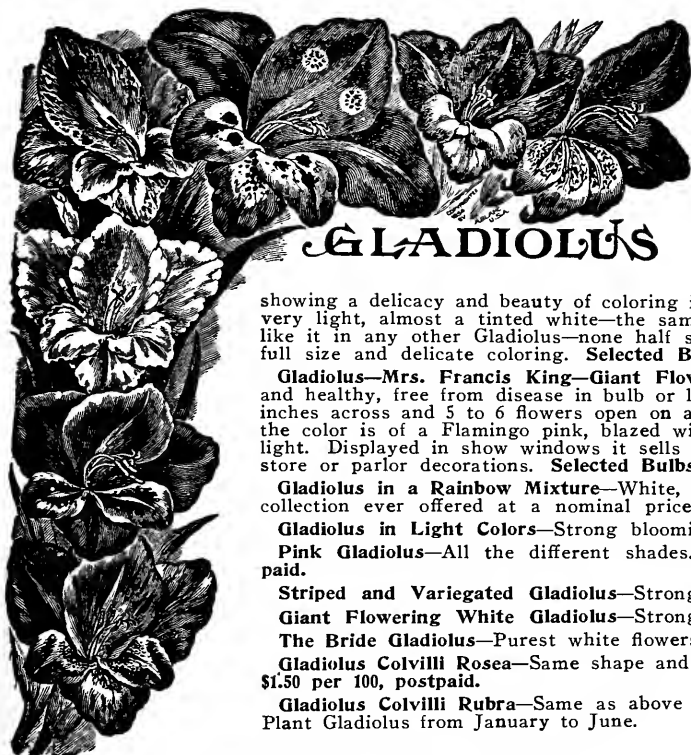 GLADIOLUS
showing a delicacy and beauty of coloring
very light, almost a tinted white—the
like it in any other Gladiolus—none half
full size and delicate coloring. Selected
Gladiolus—Mrs. Francis King—Giant
and healthy, free from disease in bulb or
inches across and 5 to 6 flowers open on
the color is of a Flamingo pink, blazed
light. Displayed in show windows it sells
store or parlor decorations. Selected Bulbs
Gladiolus in a Rainbow Mixture—White,
collection ever offered at a nominal price
Gladiolus in Light Colors—Strong
Pink Gladiolus—All the different shades.
paid.
Striped and Variegated Gladiolus—Strong
Giant Flowering White Gladiolus—Strong
The Bride Gladiolus—Purest white
Gladiolus Colvilli Rosea—Same shape and
$1.50 per 100, postpaid.
Gladiolus Colvilli Rubra—Same as above
Plant Gladiolus from January to June.